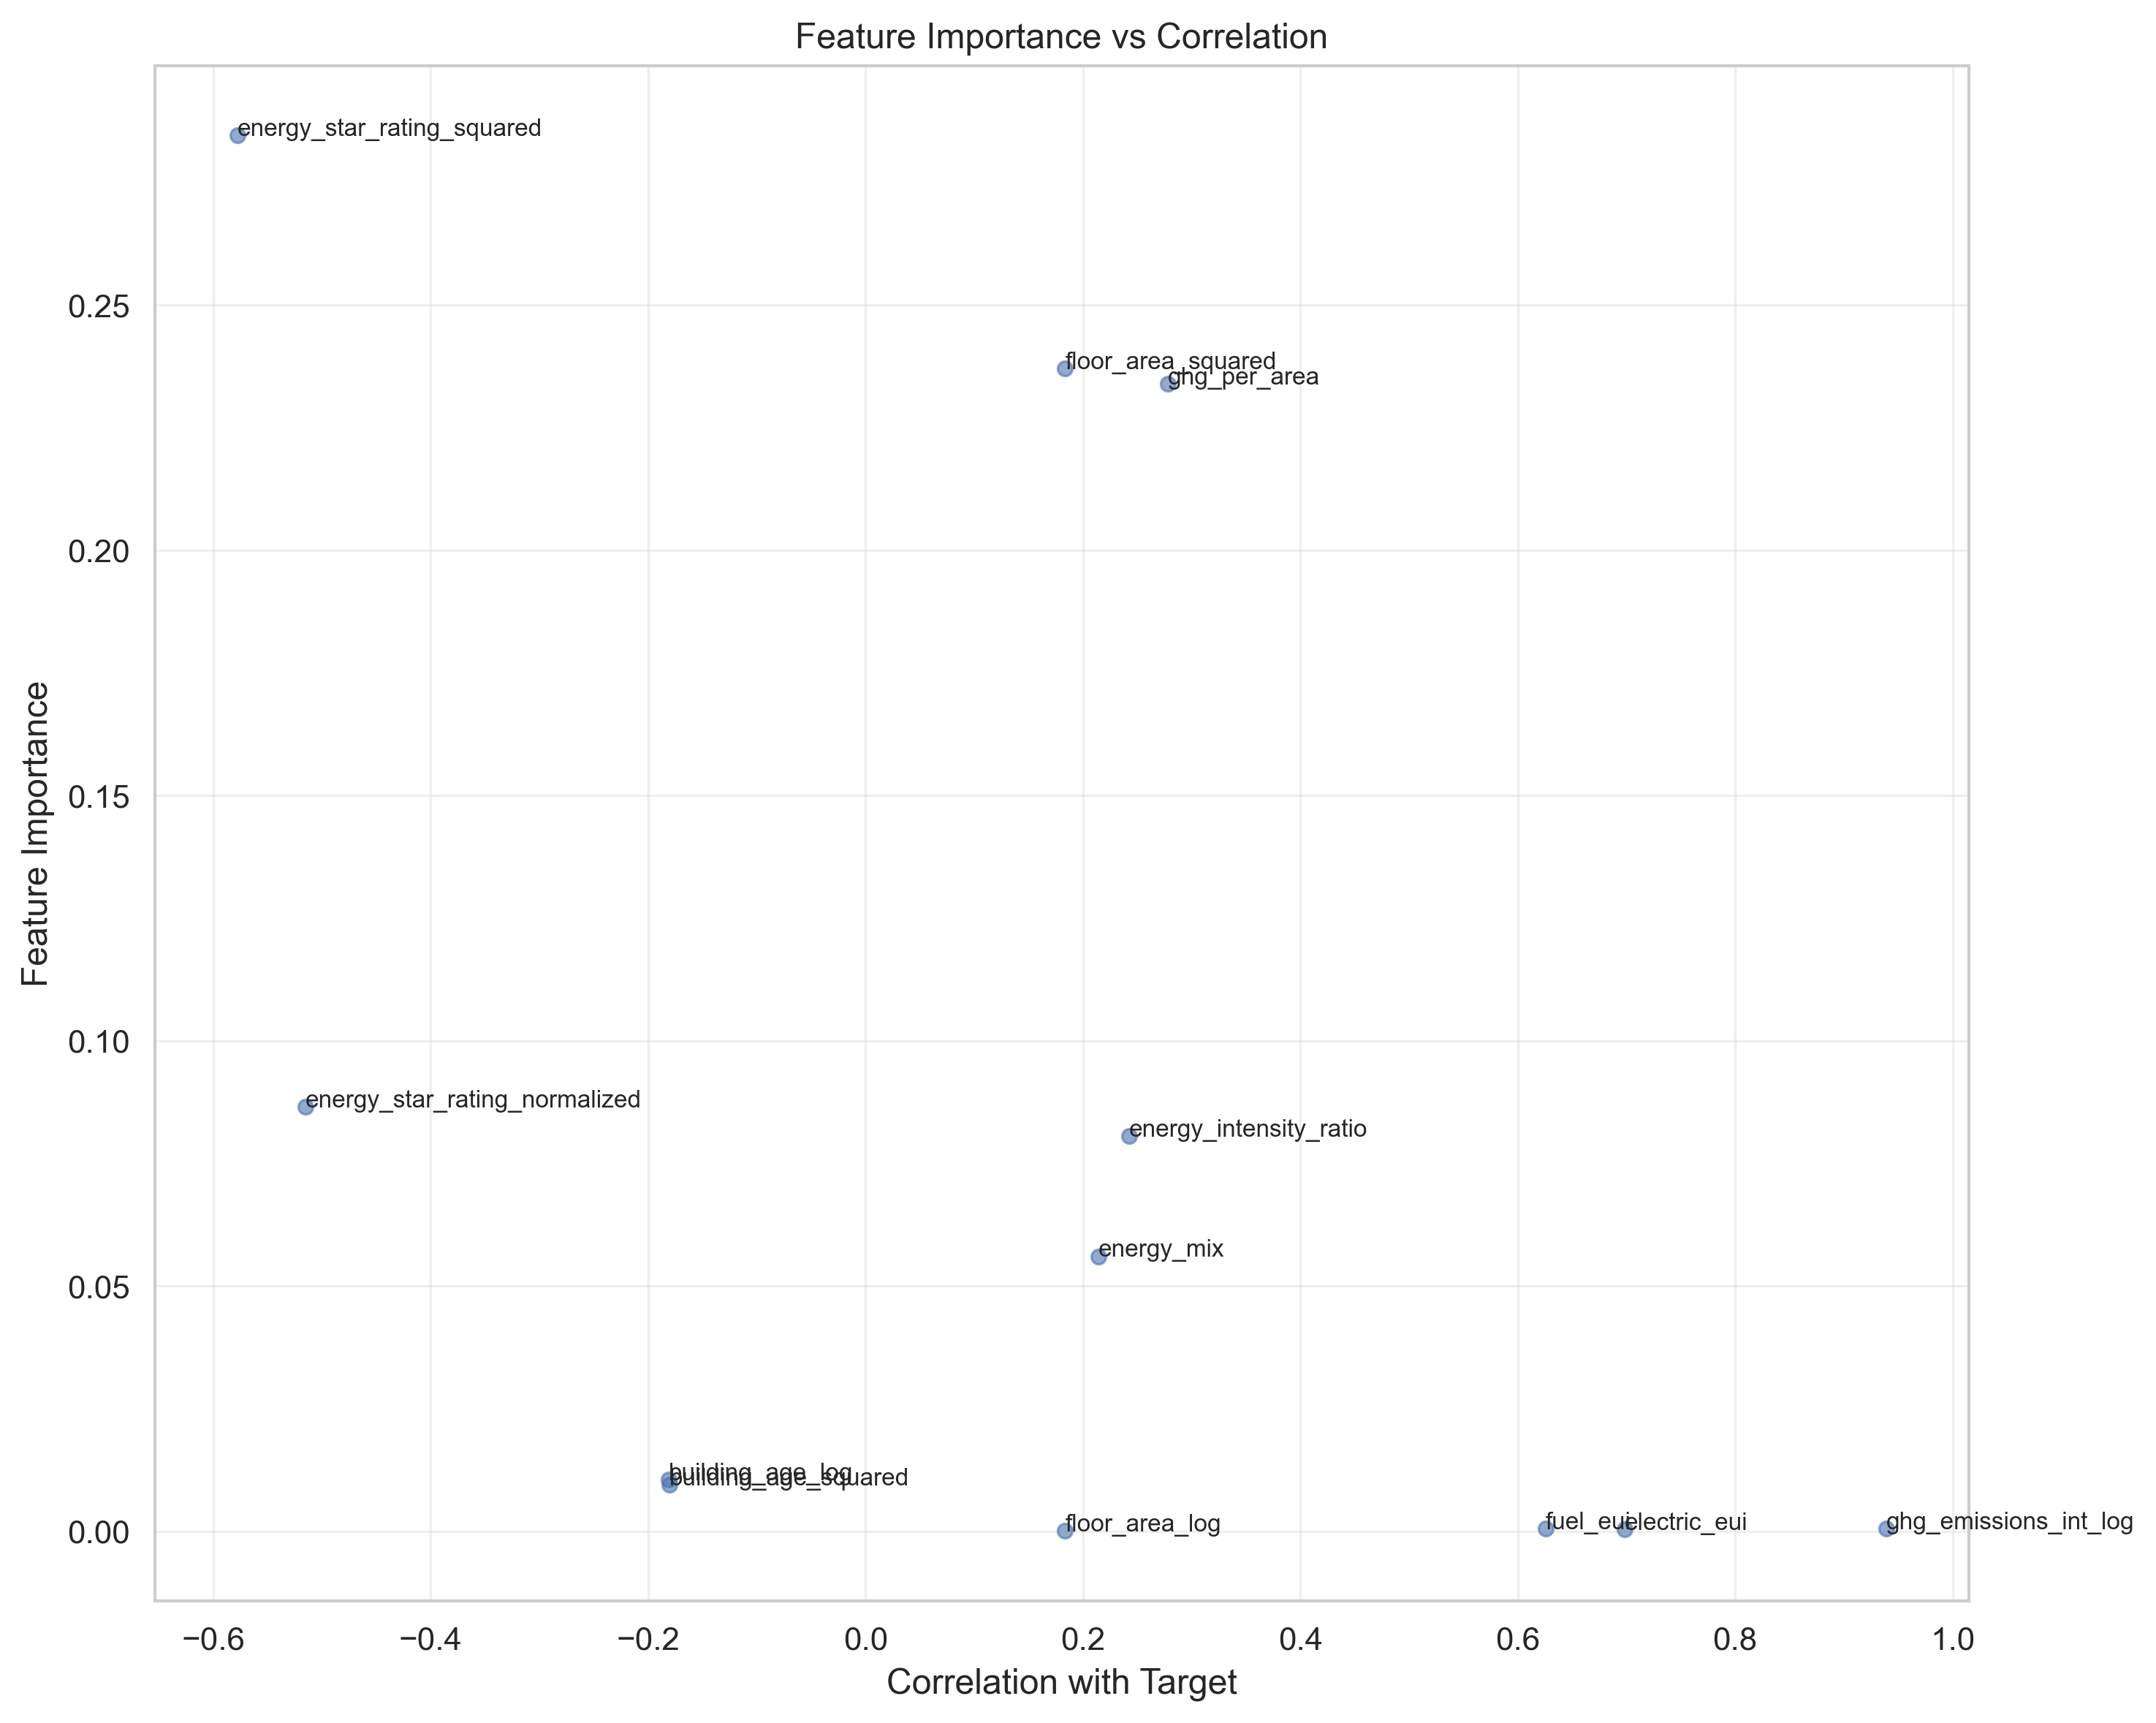 Feature Importance vs Correlation
energy_star_rating_squared
0.25
floor_area_squared
ghg_per_area
0.20
0.15
Feature Importance
0.10
energy_star_rating_normalized
energy_intensity_ratio
energy_mix
0.05
building_age_log
building_age_squared
0.00
floor_area_log
fuel_eui
electric_eui
ghg_emissions_int_log
−0.6
−0.4
−0.2
0.0
0.2
0.4
0.6
0.8
1.0
Correlation with Target